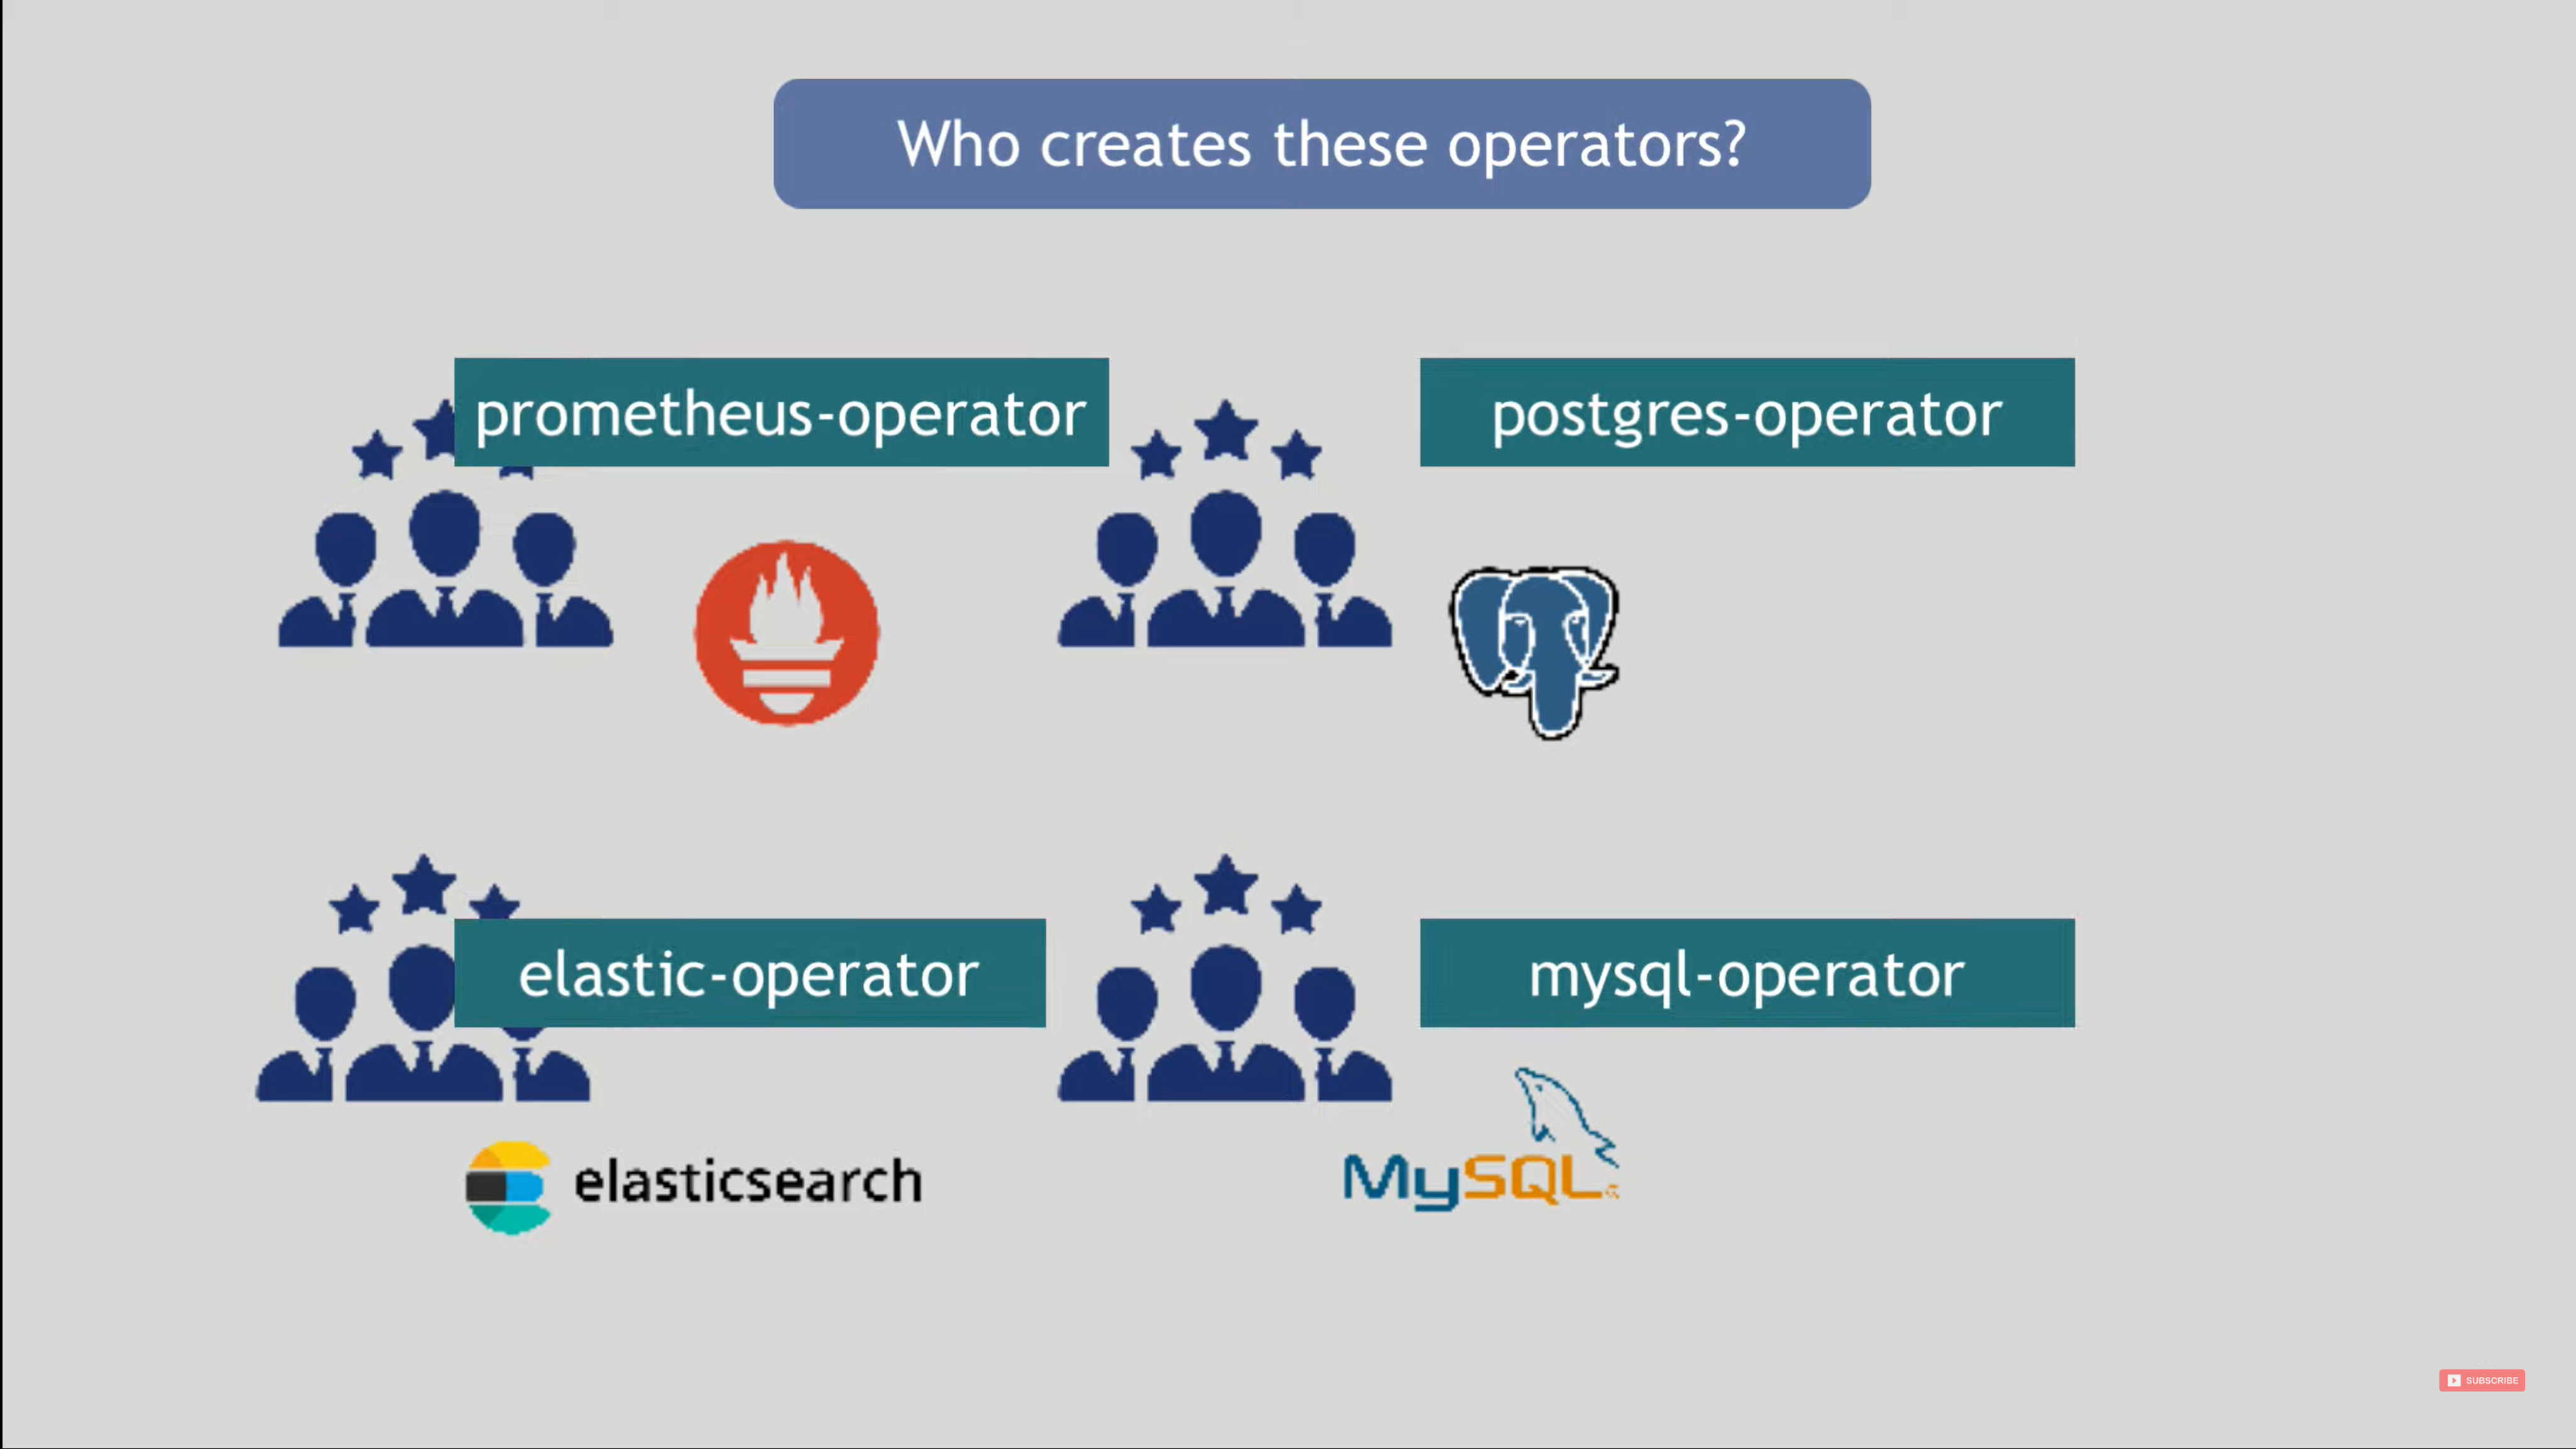 Who creates these operators?
prometheus-operator
postgres-operator
elastic-operator
mysql-operator
elasticsearch
MySQL
SUBSCRIBE